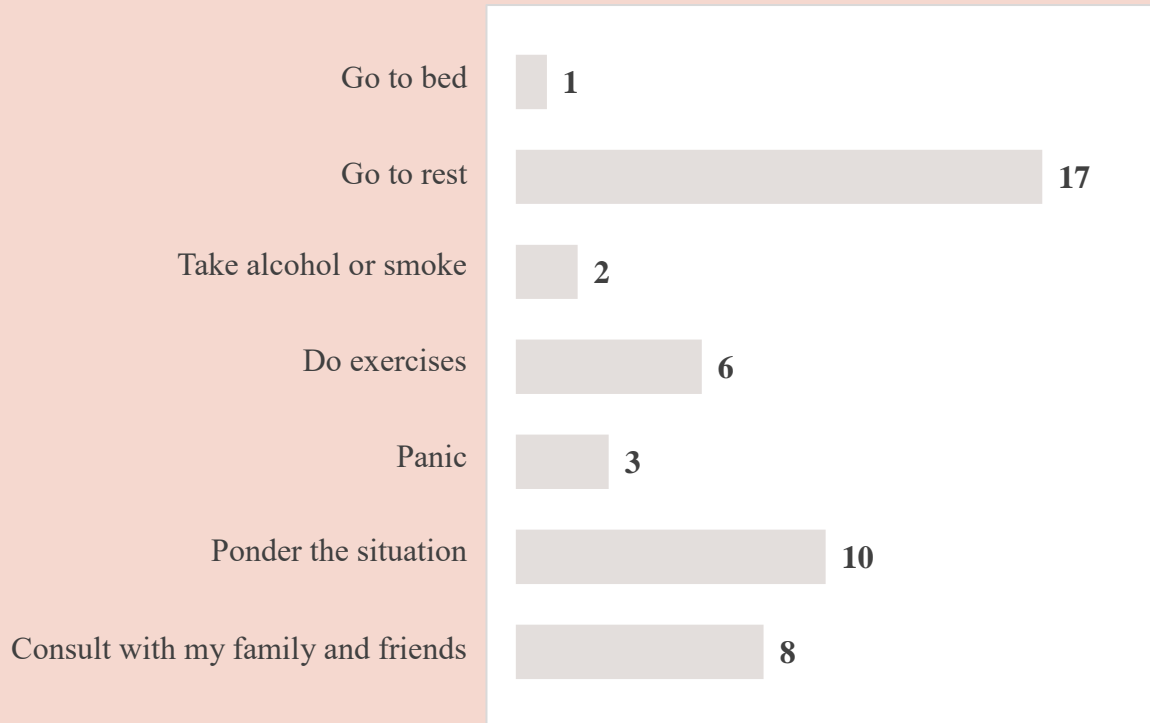 Go to bed 1
Go to rest 17
Take alcohol or smoke 2
Do exercises 6
Panic 3
Ponder the situation 10
Consult with my family and friends 8